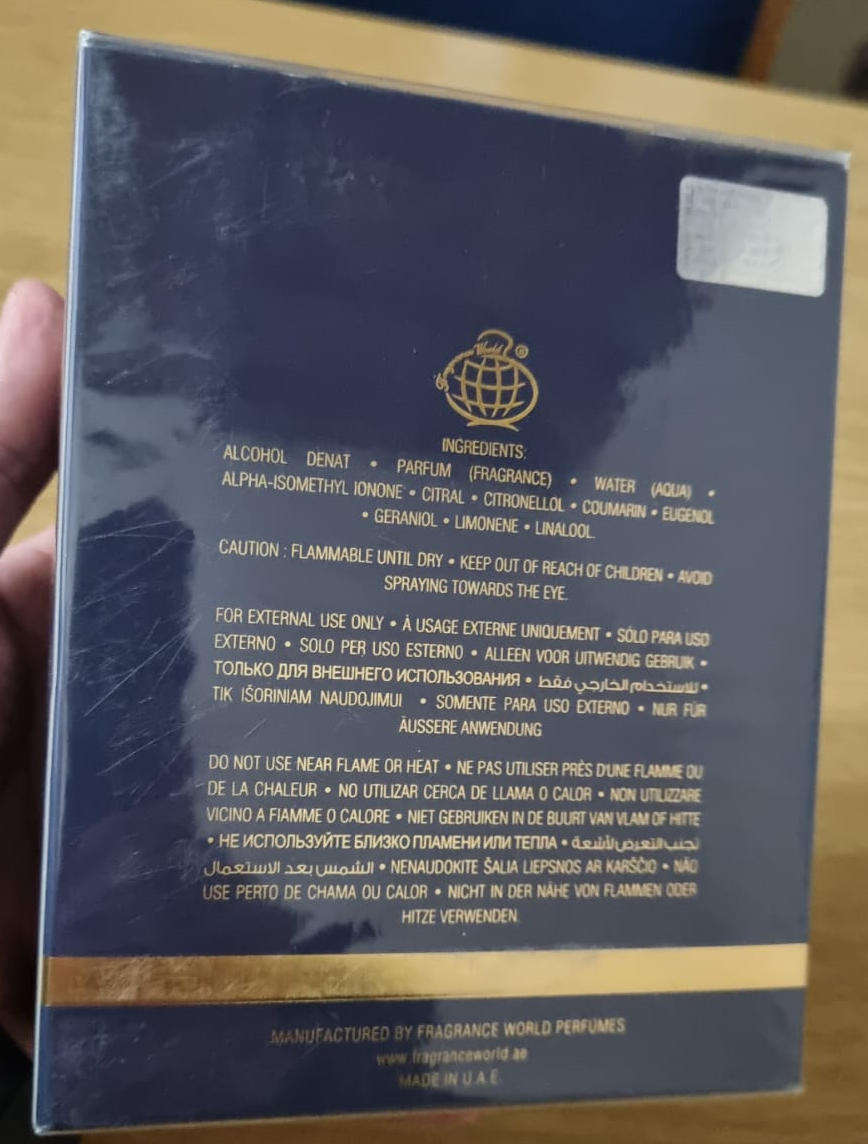 World ®
INGREDIENTS:
ALCOHOL DENAT • PARFUM (FRAGRANCE) • WATER (AQUA) •
ALPHA-ISOMETHYL IONONE • CITRAL • CITRONELLOL • COUMARIN • EUGENOL
• GERANIOL • LIMONENE • LINALOOL.
CAUTION : FLAMMABLE UNTIL DRY • KEEP OUT OF REACH OF CHILDREN • AVOID
SPRAYING TOWARDS THE EYE.
FOR EXTERNAL USE ONLY • À USAGE EXTERNE UNIQUEMENT • SÓLO PARA USO
EXTERNO • SOLO PER USO ESTERNO • ALLEEN VOOR UITWENDIG GEBRUIK •
ТОЛЬКО ДЛЯ ВНЕШНЕГО ИСПОЛЬЗОВАНИЯ • للاستخدام الخارجي فقط •
TIK IŠORINIAM NAUDOJIMUI • SOMENTE PARA USO EXTERNO • NUR FÜR
ÄUSSERE ANWENDUNG
DO NOT USE NEAR FLAME OR HEAT • NE PAS UTILISER PRÈS D'UNE FLAMME OU
DE LA CHALEUR • NO UTILIZAR CERCA DE LLAMA O CALOR • NON UTILIZZARE
VICINO A FIAMME O CALORE • NIET GEBRUIKEN IN DE BUURT VAN VLAM OF HITTE
• НЕ ИСПОЛЬЗУЙТЕ БЛИЗКО ПЛАМЕНИ ИЛИ ТЕПЛА • تجنب التعرض لأشعة
الشمس بعد الاستعمال • NENAUDOKITE ŠALIA LIEPSNOS AR KARŠČIO • NÃO
USE PERTO DE CHAMA OU CALOR • NICHT IN DER NÄHE VON FLAMMEN ODER
HITZE VERWENDEN.
MANUFACTURED BY FRAGRANCE WORLD PERFUMES
www.fragranceworld.ae
MADE IN U.A.E.